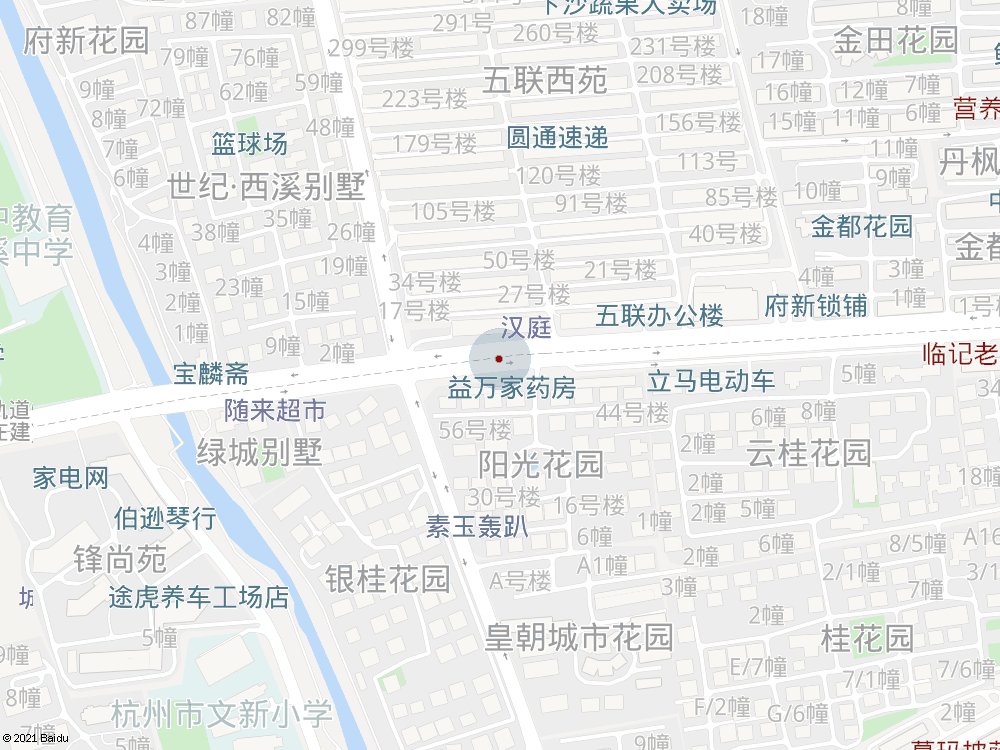 87幢
82幢
291号
下沙蔬果大卖场
府新花园
260号楼
231号楼
金田花园
79幢
76幢
299号楼
17幢
9幢
62幢
59幢
五联西苑
208号楼
7幢
72幢
223号楼
16幢
12幢
6幢
营养
8幢
48幢
156号楼
15幢
11幢
7幢
篮球场
179号楼
圆通速递
113号
11幢
丹枫
6幢
世纪·西溪别墅
120号楼
10幢
9幢
中教育
溪中学
35幢
105号楼
91号楼
85号楼
金都花园
4幢
38幢
26幢
40号楼
金都
3幢
19幢
50号楼
21号楼
4幢
3幢
2幢
23幢
34号楼
15幢
17号楼
27号楼
府新锁铺
1幢
1号
1幢
9幢
2幢
汉庭
五联办公楼
临记老
宝麟斋
益万家药房
立马电动车
5幢
轨道
在建
随来超市
44号楼
6幢
8幢
绿城别墅
56号楼
2幢
云桂花园
家电网
阳光花园
伯逊琴行
30号楼
16号楼
1幢
2幢
5幢
素玉轰趴
6幢
锋尚苑
2幢
6幢
8/5幢
A16
银桂花园
A号楼
A1幢
3幢
2/1幢
3/1
途虎养车工场店
7幢
5幢
皇朝城市花园
2幢
桂花园
9幢
E/7幢
7/6幢
8幢
7/1幢
杭州市文新小学
F/2幢
G/6幢
© 2021 Baidu